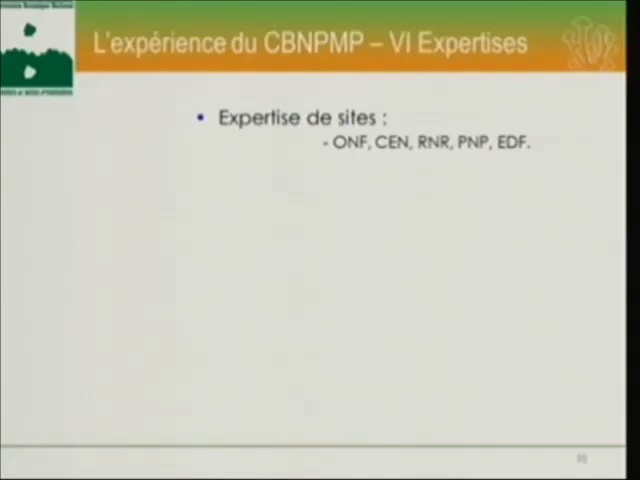 L'expérience du CBNPMP – VI Expertises
• Expertise de sites :
- ONF, CEN, RNR, PNP, EDF.